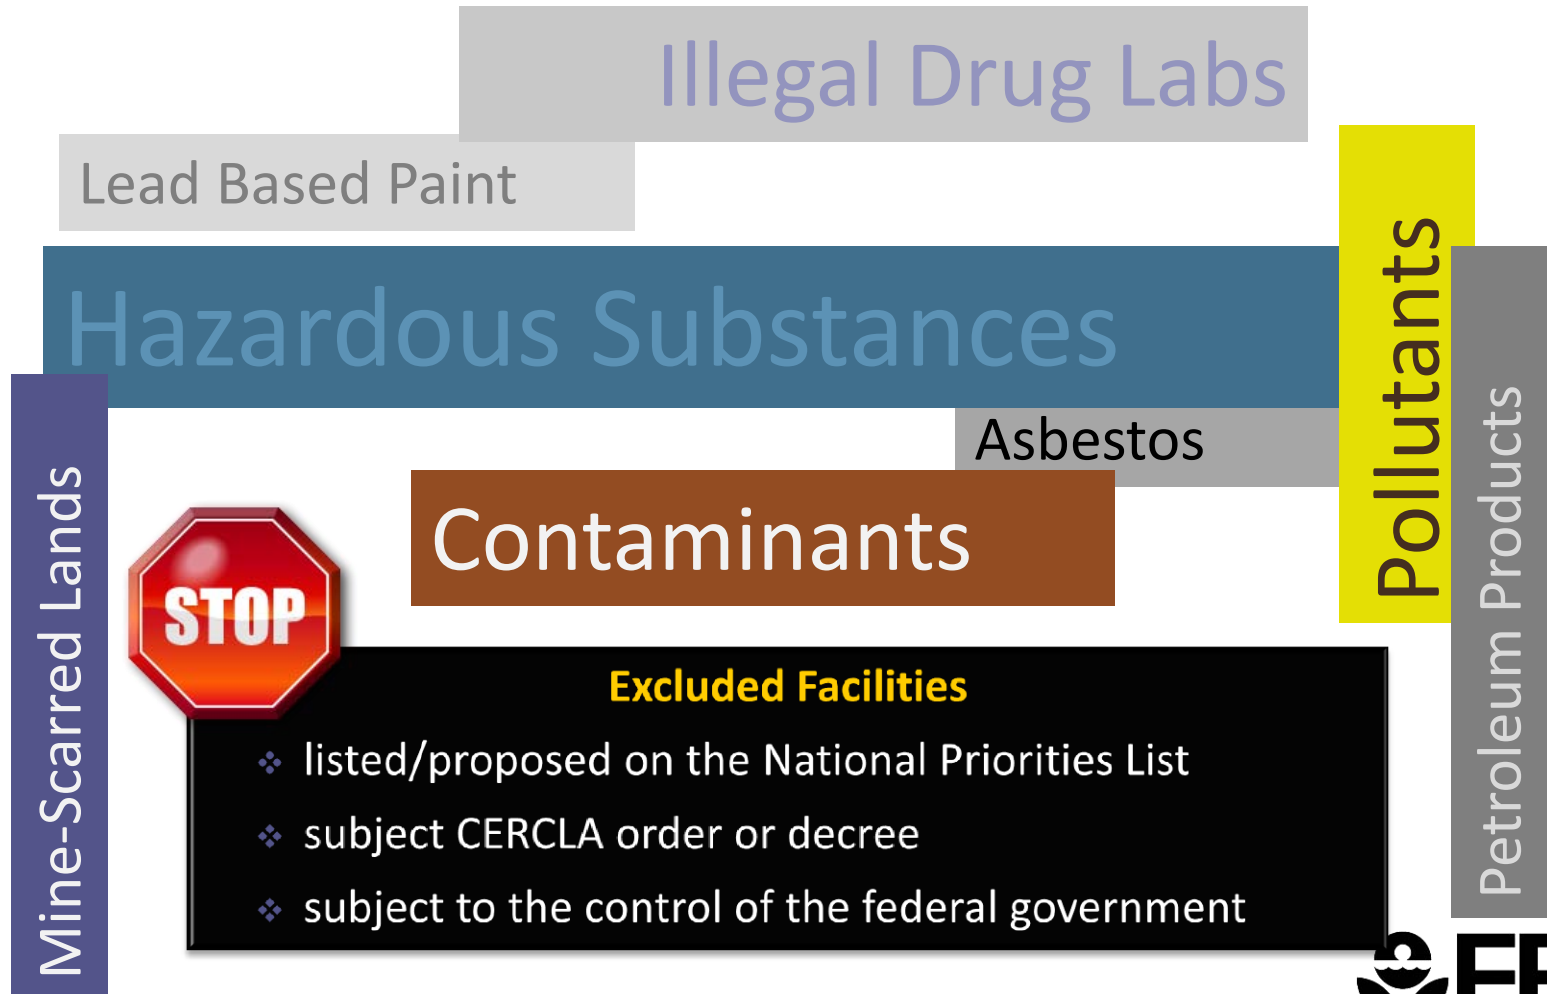 Illegal Drug Labs
Lead Based Paint
Hazardous Substances
Pollutants
Asbestos
Petroleum Products
Mine-Scarred Lands
Contaminants
STOP
Excluded Facilities
❖ listed/proposed on the National Priorities List
❖ subject CERCLA order or decree
❖ subject to the control of the federal government